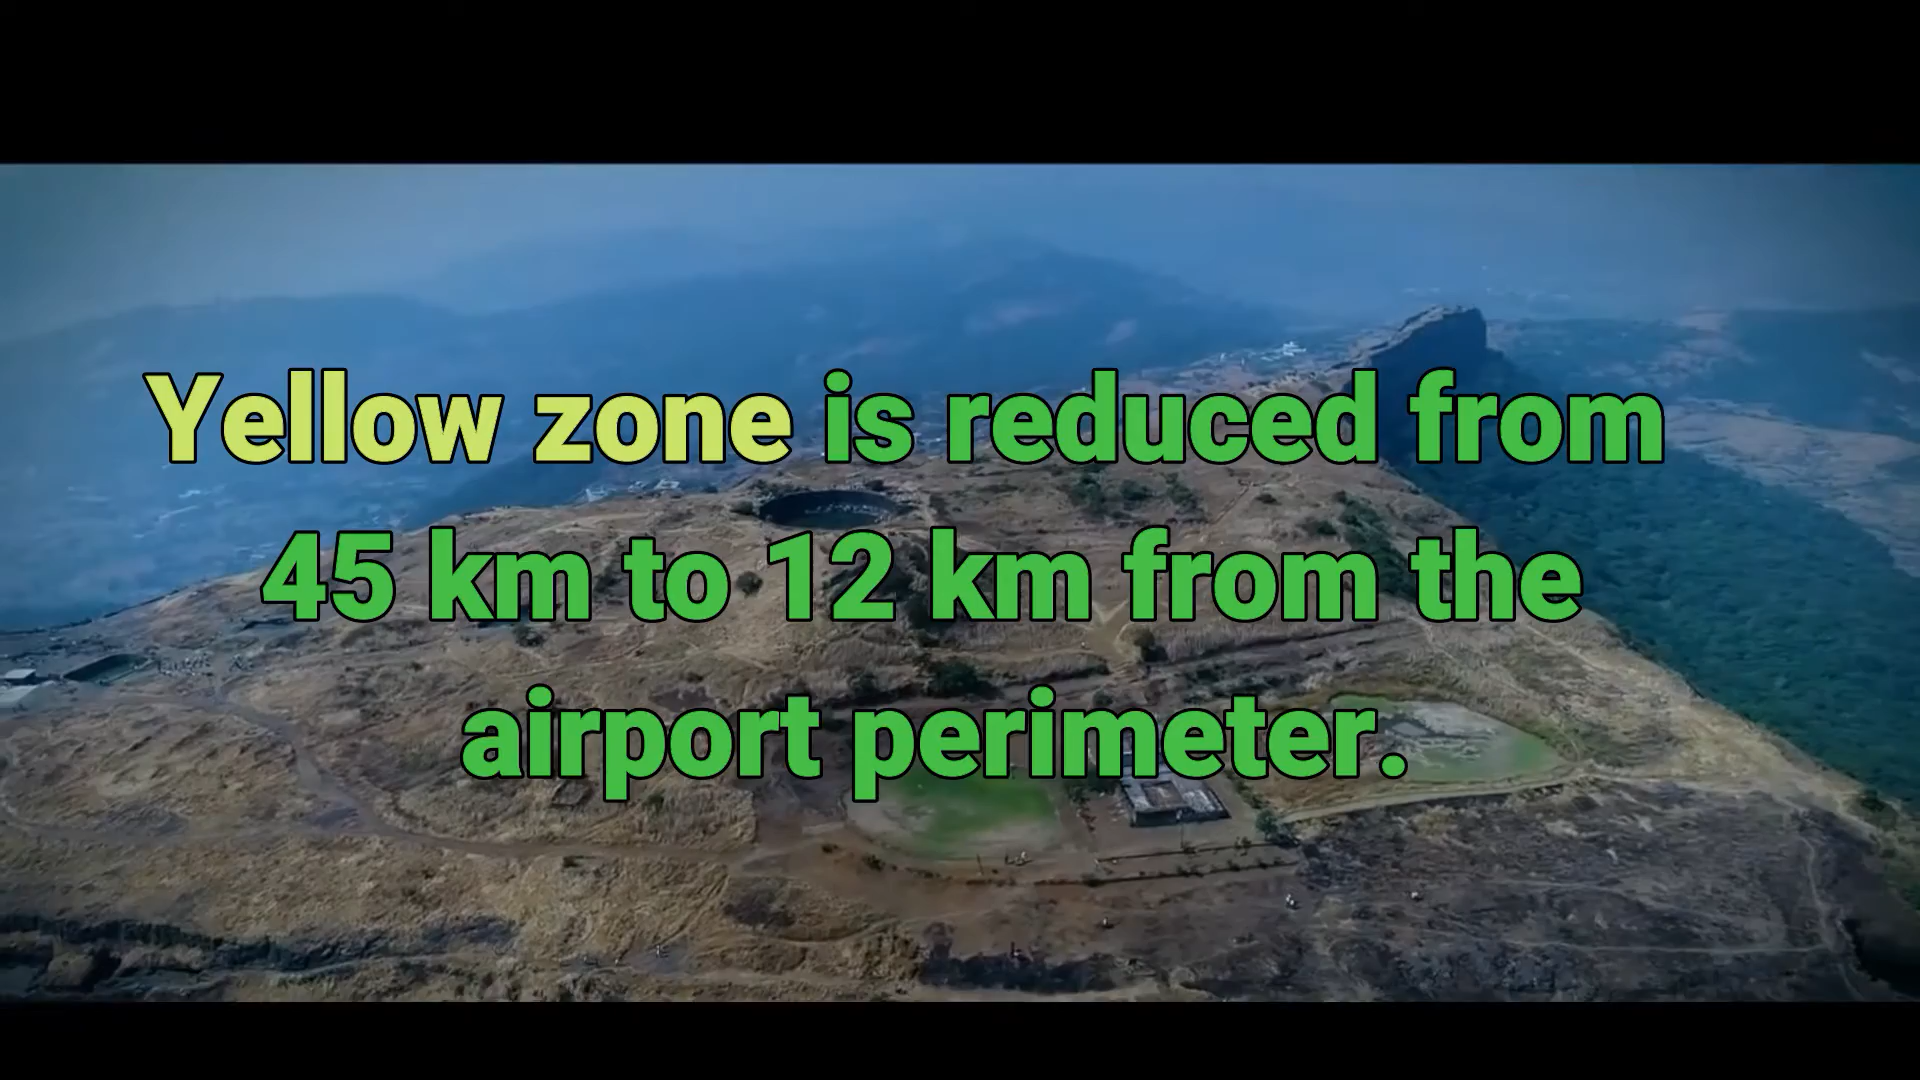 Yellow zone is reduced from
45 km to 12 km from the
airport perimeter.